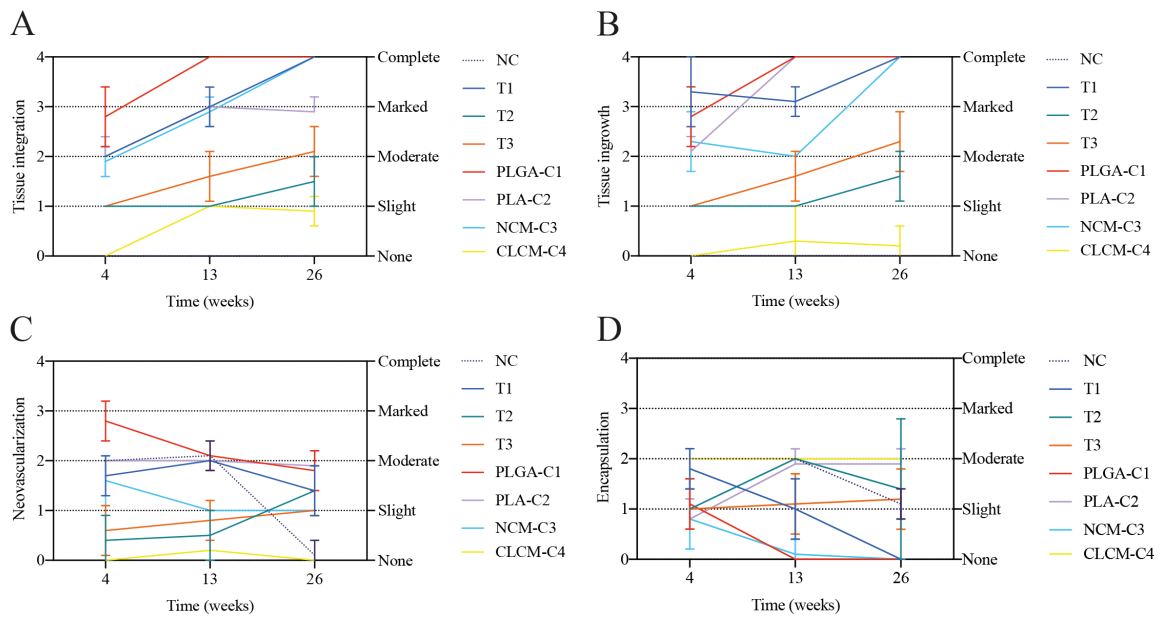 A
Tissue integration
4
3
2
1
0
4
13
26
Time (weeks)
Complete
Marked
Moderate
Slight
None
NC
T1
T2
T3
PLGA-C1
PLA-C2
NCM-C3
CLCM-C4
B
Tissue ingrowth
4
3
2
1
0
4
13
26
Time (weeks)
Complete
Marked
Moderate
Slight
None
NC
T1
T2
T3
PLGA-C1
PLA-C2
NCM-C3
CLCM-C4
C
Neovascularization
4
3
2
1
0
4
13
26
Time (weeks)
Complete
Marked
Moderate
Slight
None
NC
T1
T2
T3
PLGA-C1
PLA-C2
NCM-C3
CLCM-C4
D
Encapsulation
4
3
2
1
0
4
13
26
Time (weeks)
Complete
Marked
Moderate
Slight
None
NC
T1
T2
T3
PLGA-C1
PLA-C2
NCM-C3
CLCM-C4